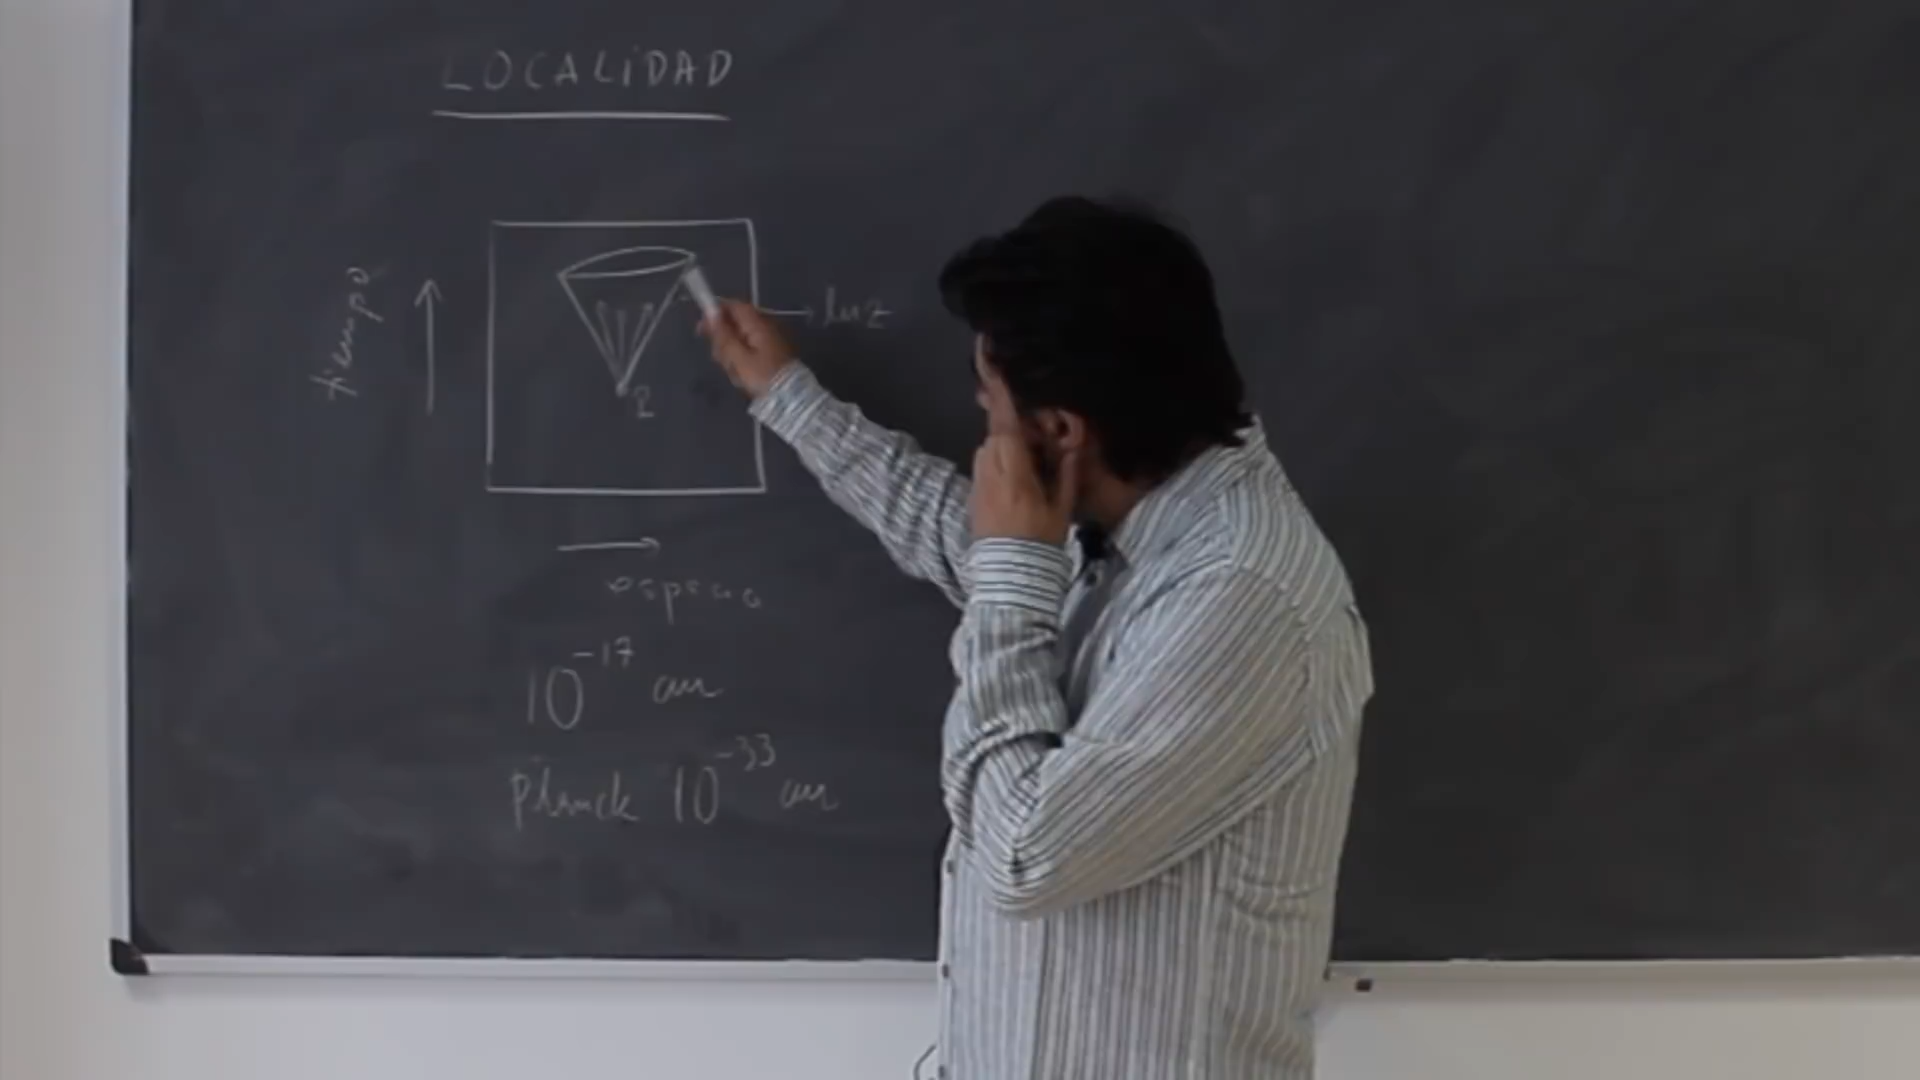 LOCALIDAD
tiempo
luz
espacio
10⁻¹⁷ cm
Planck 10⁻³³ cm